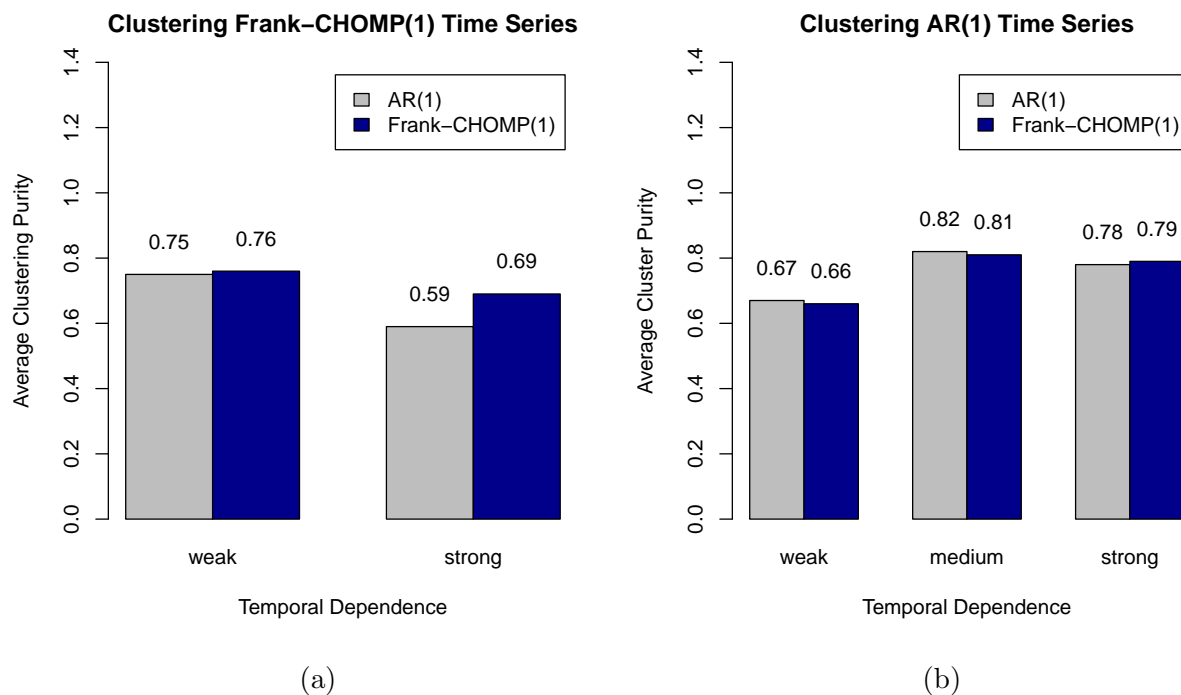 Clustering Frank−CHOMP(1) Time Series
Average Clustering Purity
1.4
1.2
1.0
0.8
0.6
0.4
0.2
0.0
AR(1)
Frank−CHOMP(1)
0.75
0.76
0.59
0.69
weak
strong
Temporal Dependence
(a)
Clustering AR(1) Time Series
Average Cluster Purity
1.4
1.2
1.0
0.8
0.6
0.4
0.2
0.0
AR(1)
Frank−CHOMP(1)
0.67
0.66
0.82
0.81
0.78
0.79
weak
medium
strong
Temporal Dependence
(b)